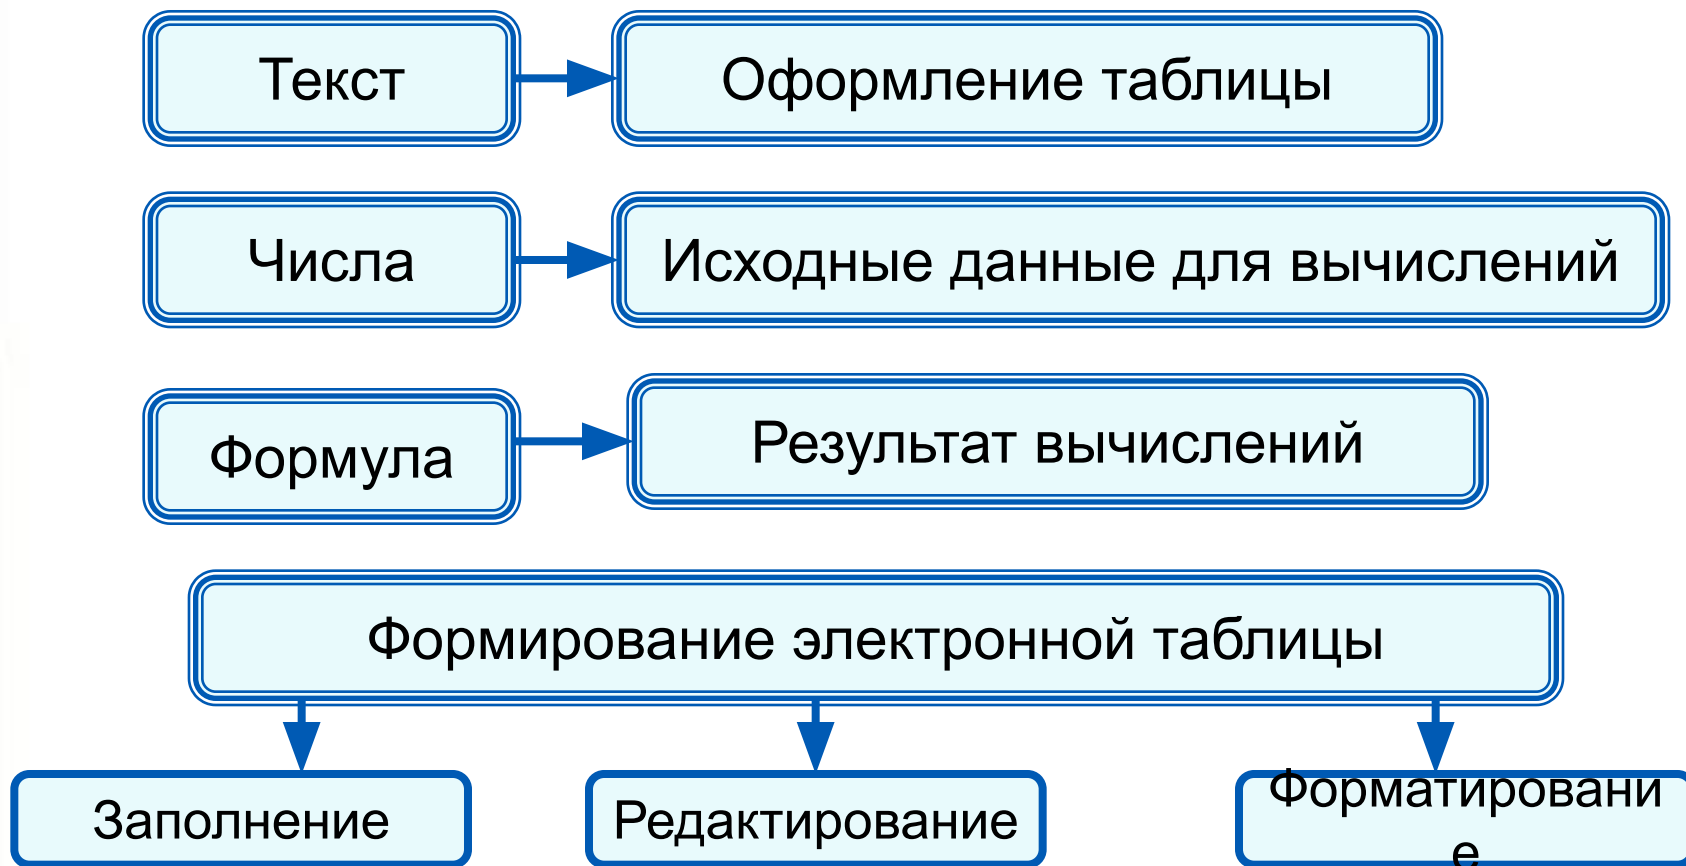 Текст
Оформление таблицы
Числа
Исходные данные для вычислений
Формула
Результат вычислений
Формирование электронной таблицы
Заполнение
Редактирование
Форматировани
е